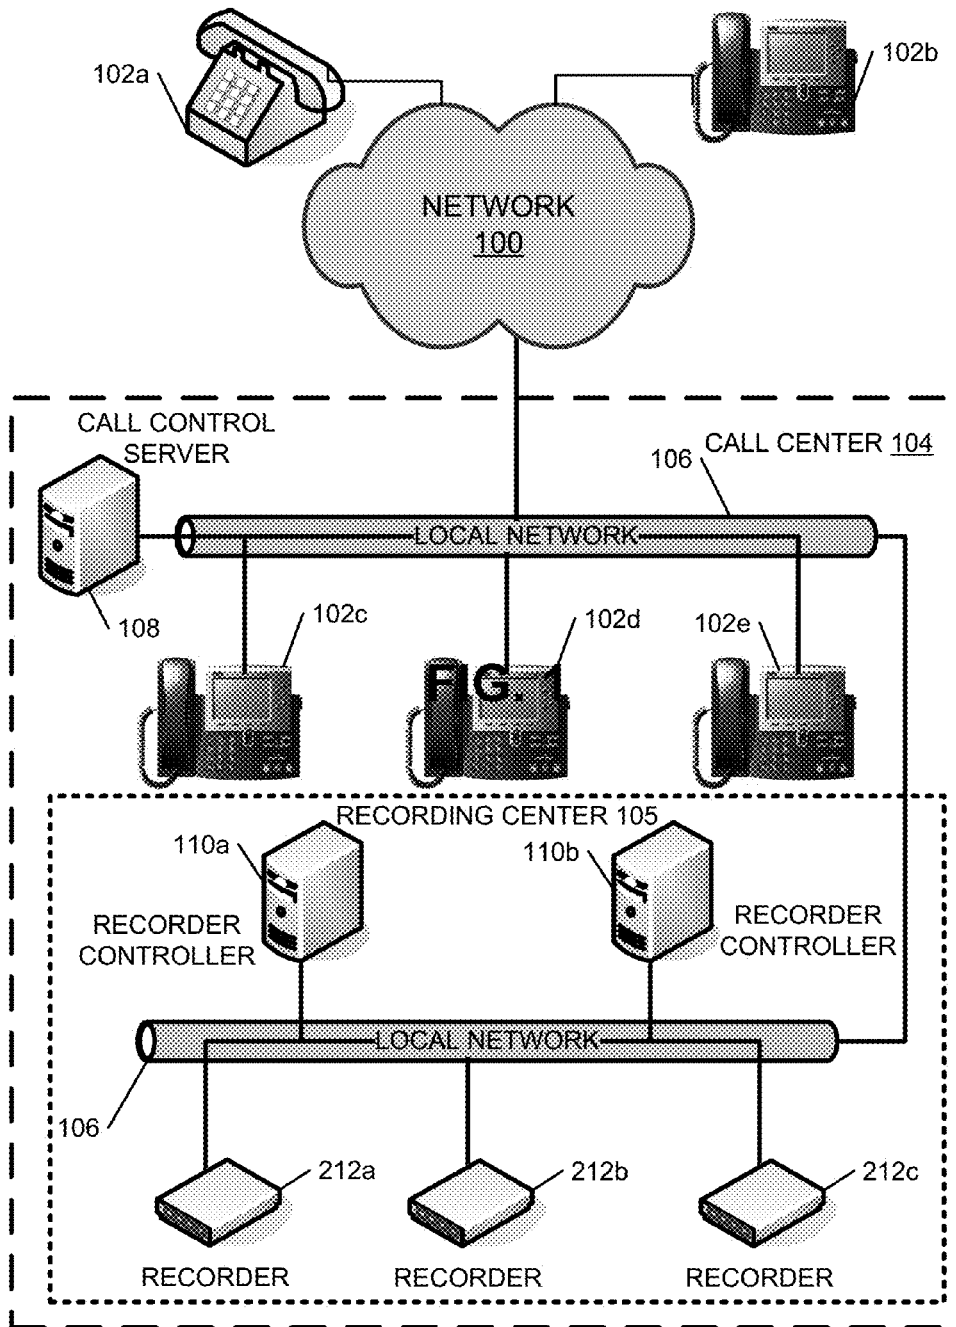 102a
102b
NETWORK
100
CALL CONTROL
SERVER
CALL CENTER 104
106
LOCAL NETWORK
108
102c
102d
102e
FIG. 1
RECORDING CENTER 105
110a
110b
RECORDER
CONTROLLER
RECORDER
CONTROLLER
LOCAL NETWORK
106
212a
212b
212c
RECORDER
RECORDER
RECORDER